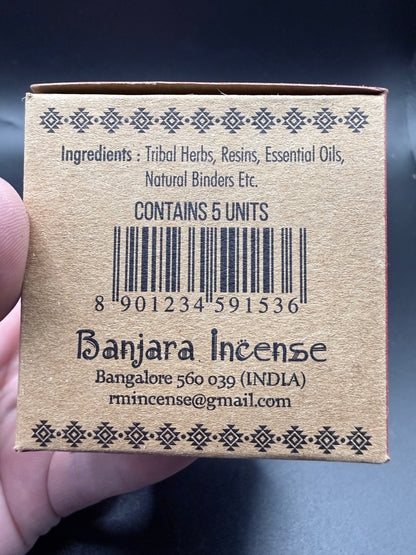 Ingredients : Tribal Herbs, Resins, Essential Oils,
Natural Binders Etc.
CONTAINS 5 UNITS
8 901234 591536
Banjara Incense
Bangalore 560 039 (INDIA)
rmincense@gmail.com